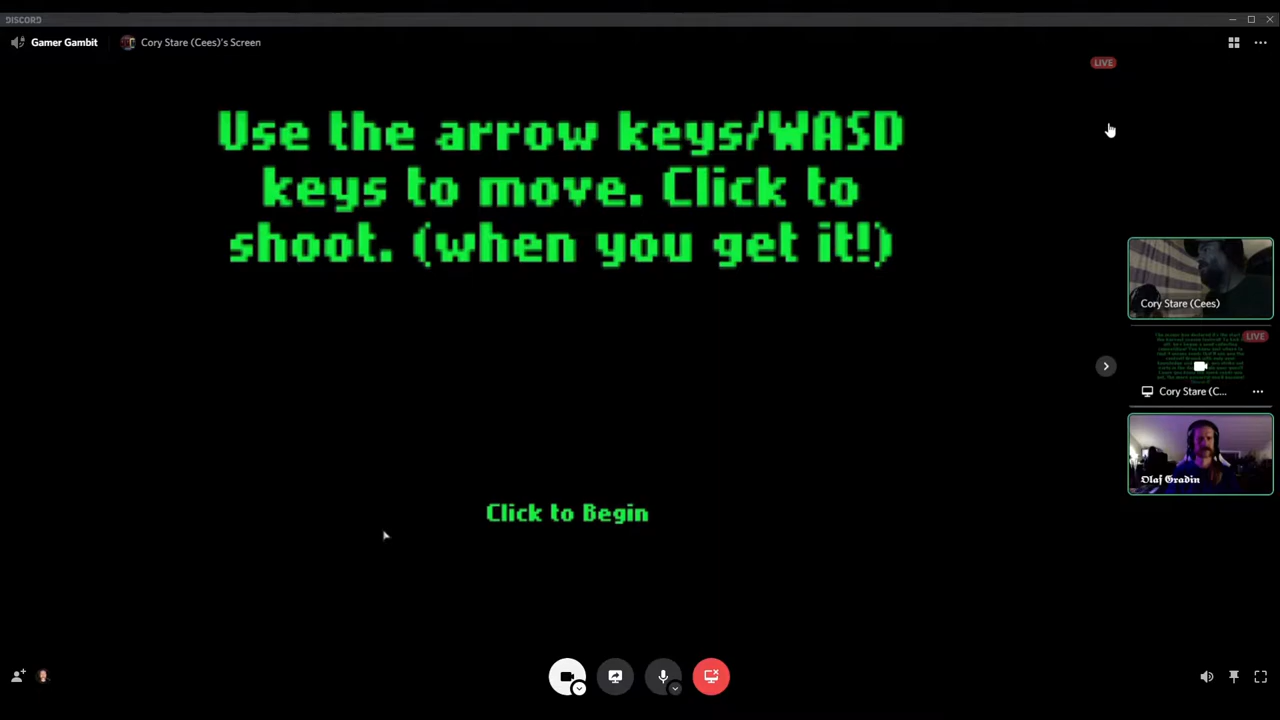 DISCORD
Gamer Gambit
Cory Stare (Cees)'s Screen
LIVE
Use the arrow keys/WASD
keys to move. Click to
shoot. (when you get it!)
Cory Stare (Cees)
LIVE
Cory Stare (C...
Olaf Gradin
Click to Begin